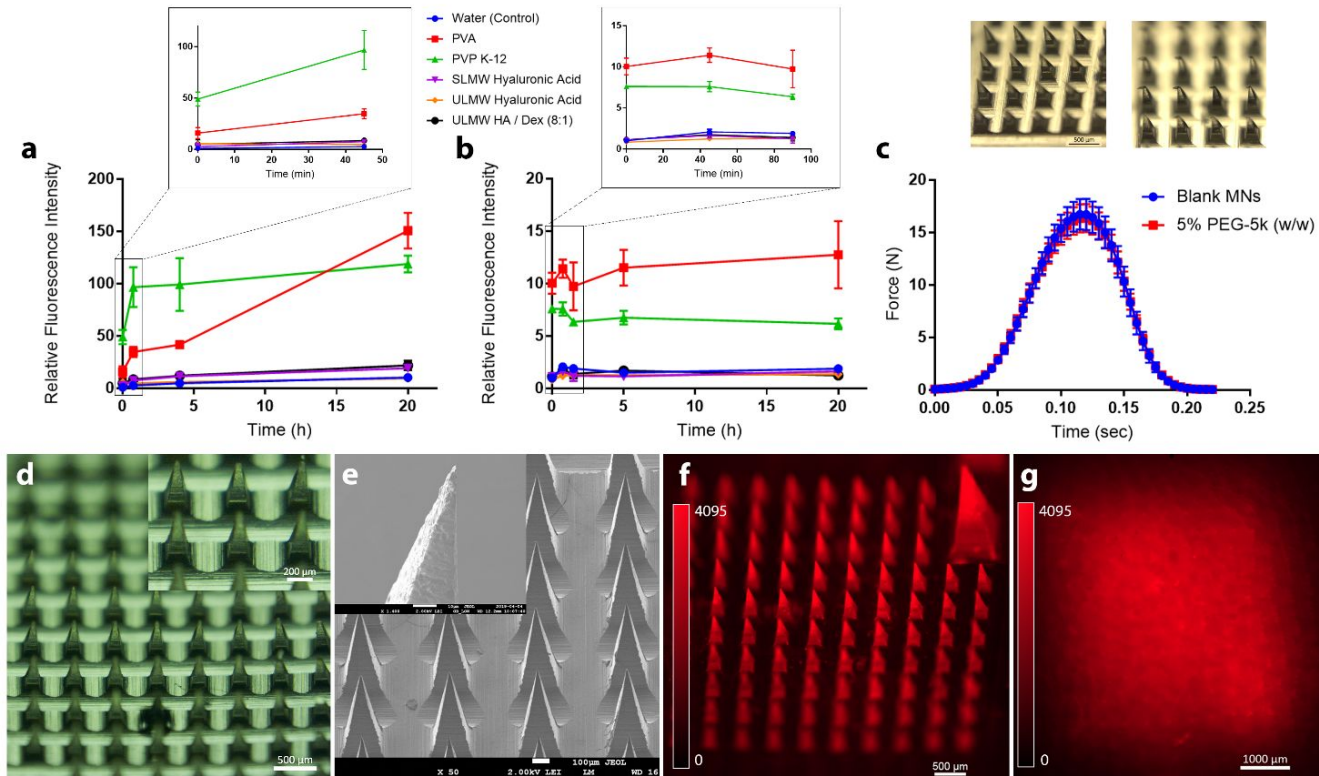 Water (Control)
PVA
PVP K-12
SLMW Hyaluronic Acid
ULMW Hyaluronic Acid
ULMW HA / Dex (8:1)
a
100
50
0
0
10
20
30
40
50
Time (min)
Relative Fluorescence Intensity
200
150
100
50
0
0
5
10
15
20
Time (h)
b
15
10
5
0
0
20
40
60
80
100
Time (min)
Relative Fluorescence Intensity
20
15
10
5
0
0
5
10
15
20
Time (h)
500 µm
c
Blank MNs
5% PEG-5k (w/w)
Force (N)
20
15
10
5
0
0.00
0.05
0.10
0.15
0.20
0.25
Time (sec)
d
200 µm
500 µm
e
10µm JEOL
2.00kV LEI
X 50 2.00kV LEI 100µm JEOL LM WD 16
f
4095
0
500 µm
g
4095
0
1000 µm